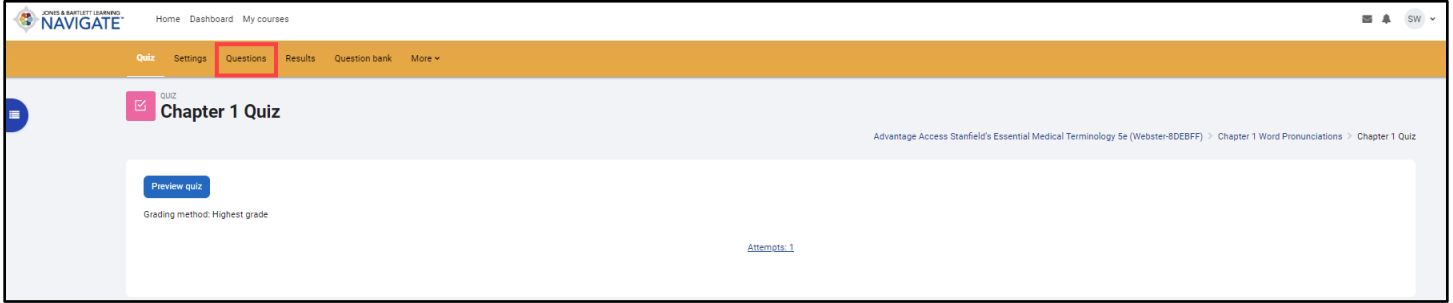 JONES & BARTLETT LEARNING
NAVIGATE
Home Dashboard My courses
SW
Quiz Settings Questions Results Question bank More
QUIZ
Chapter 1 Quiz
Advantage Access Stanfield's Essential Medical Terminology 5e (Webster-8DEBFF) > Chapter 1 Word Pronunciations > Chapter 1 Quiz
Preview quiz
Grading method: Highest grade
Attempts: 1